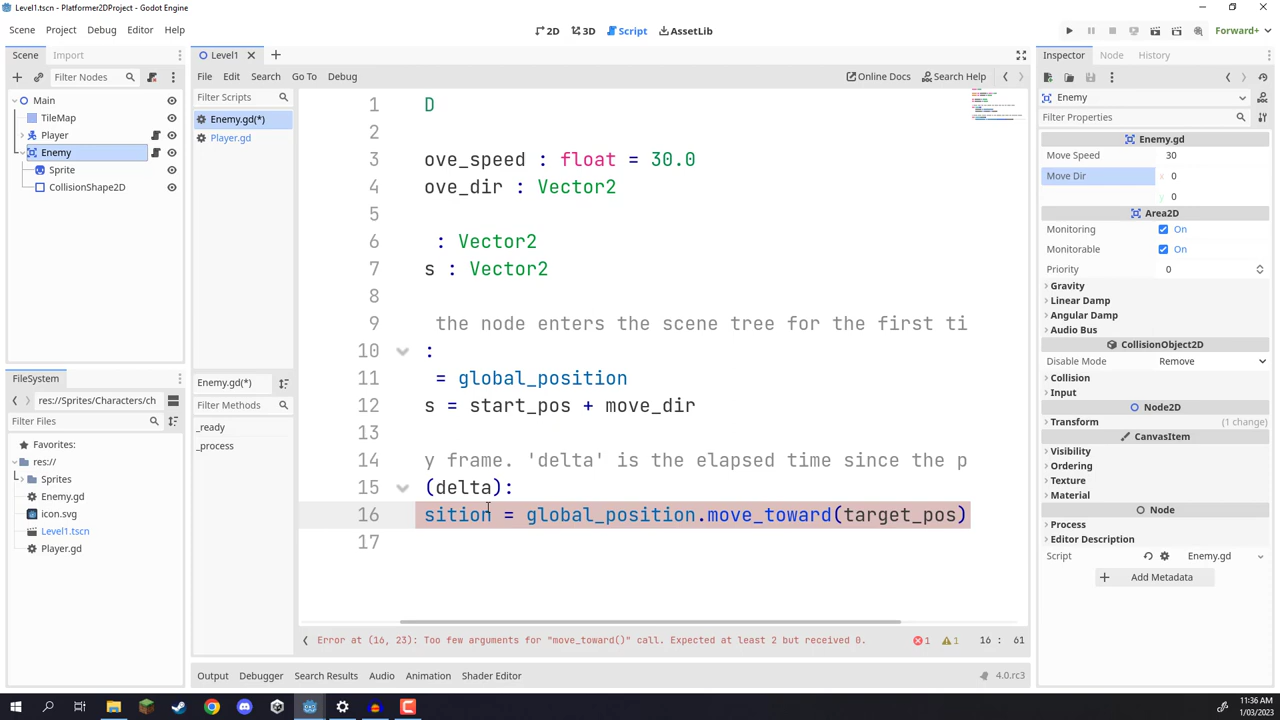 Level1.tscn - Platformer2DProject - Godot Engine
Scene Project Debug Editor Help
2D 3D Script AssetLib
Forward+
Scene Import
Filter Nodes
Main
TileMap
Player
Enemy
Sprite
CollisionShape2D
FileSystem
res://Sprites/Characters/ch
Filter Files
Favorites:
res://
Sprites
Enemy.gd
icon.svg
Level1.tscn
Player.gd
Level1
File Edit Search Go To Debug
Online Docs Search Help
Filter Scripts
Enemy.gd(*)
Player.gd
Enemy.gd(*)
Filter Methods
_ready
_process
1 D
2
3 ove_speed : float = 30.0
4 ove_dir : Vector2
5
6 : Vector2
7 s : Vector2
8
9 the node enters the scene tree for the first ti
10 :
11 = global_position
12 s = start_pos + move_dir
13
14 y frame. 'delta' is the elapsed time since the p
15 (delta):
16 sition = global_position.move_toward(target_pos)
17
Error at (16, 23): Too few arguments for "move_toward()" call. Expected at least 2 but received 0.
1 1 16 : 61
Output Debugger Search Results Audio Animation Shader Editor
4.0.rc3
Inspector Node History
Enemy
Filter Properties
Enemy.gd
Move Speed 30
Move Dir x 0
y 0
Area2D
Monitoring On
Monitorable On
Priority 0
Gravity
Linear Damp
Angular Damp
Audio Bus
CollisionObject2D
Disable Mode Remove
Collision
Input
Node2D
Transform (1 change)
CanvasItem
Visibility
Ordering
Texture
Material
Node
Process
Editor Description
Script Enemy.gd
Add Metadata
11:36 AM
1/03/2023